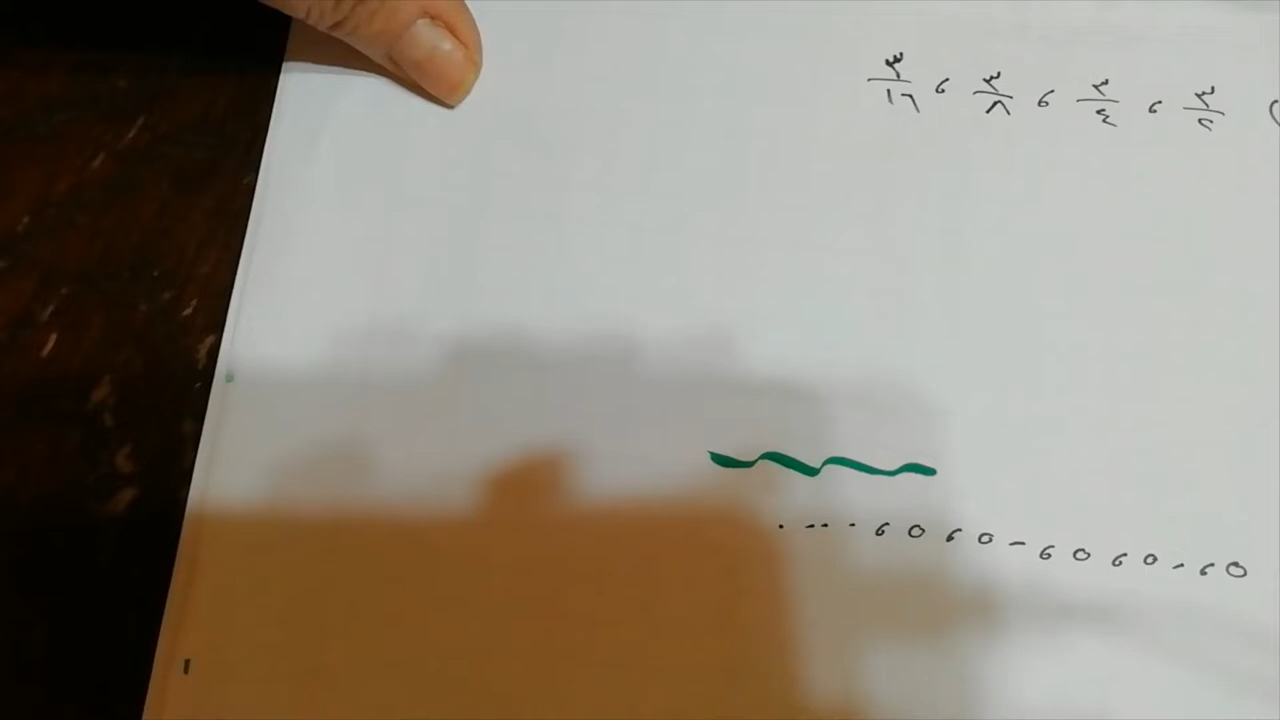 ٣/٢ ، ٣/٤ ، ٣/٨ ، ٣/١٦
٥ ، -٥ ، ٥ ، -٥ ، ٥ ، ....